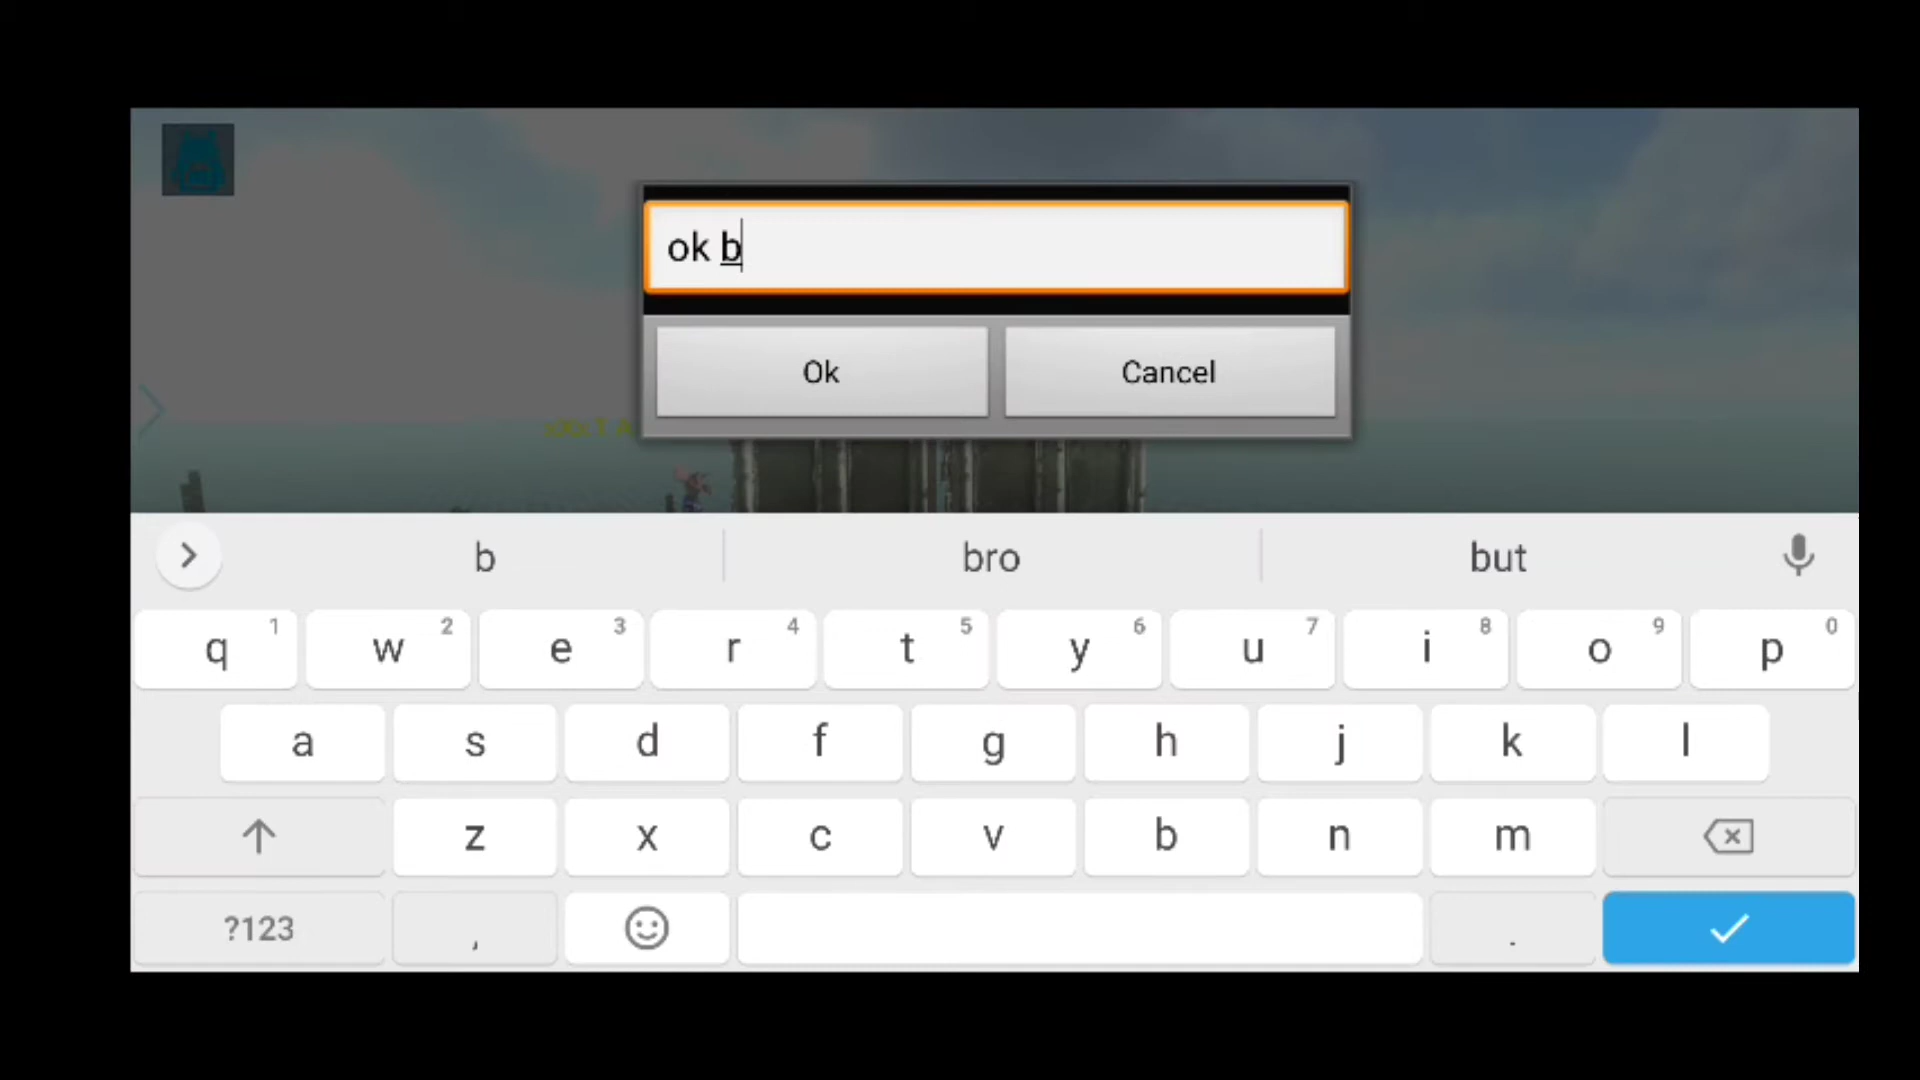 ok b
Ok Cancel
b bro but
q 1 w 2 e 3 r 4 t 5 y 6 u 7 i 8 o 9 p 0
a s d f g h j k l
z x c v b n m
?123 , .